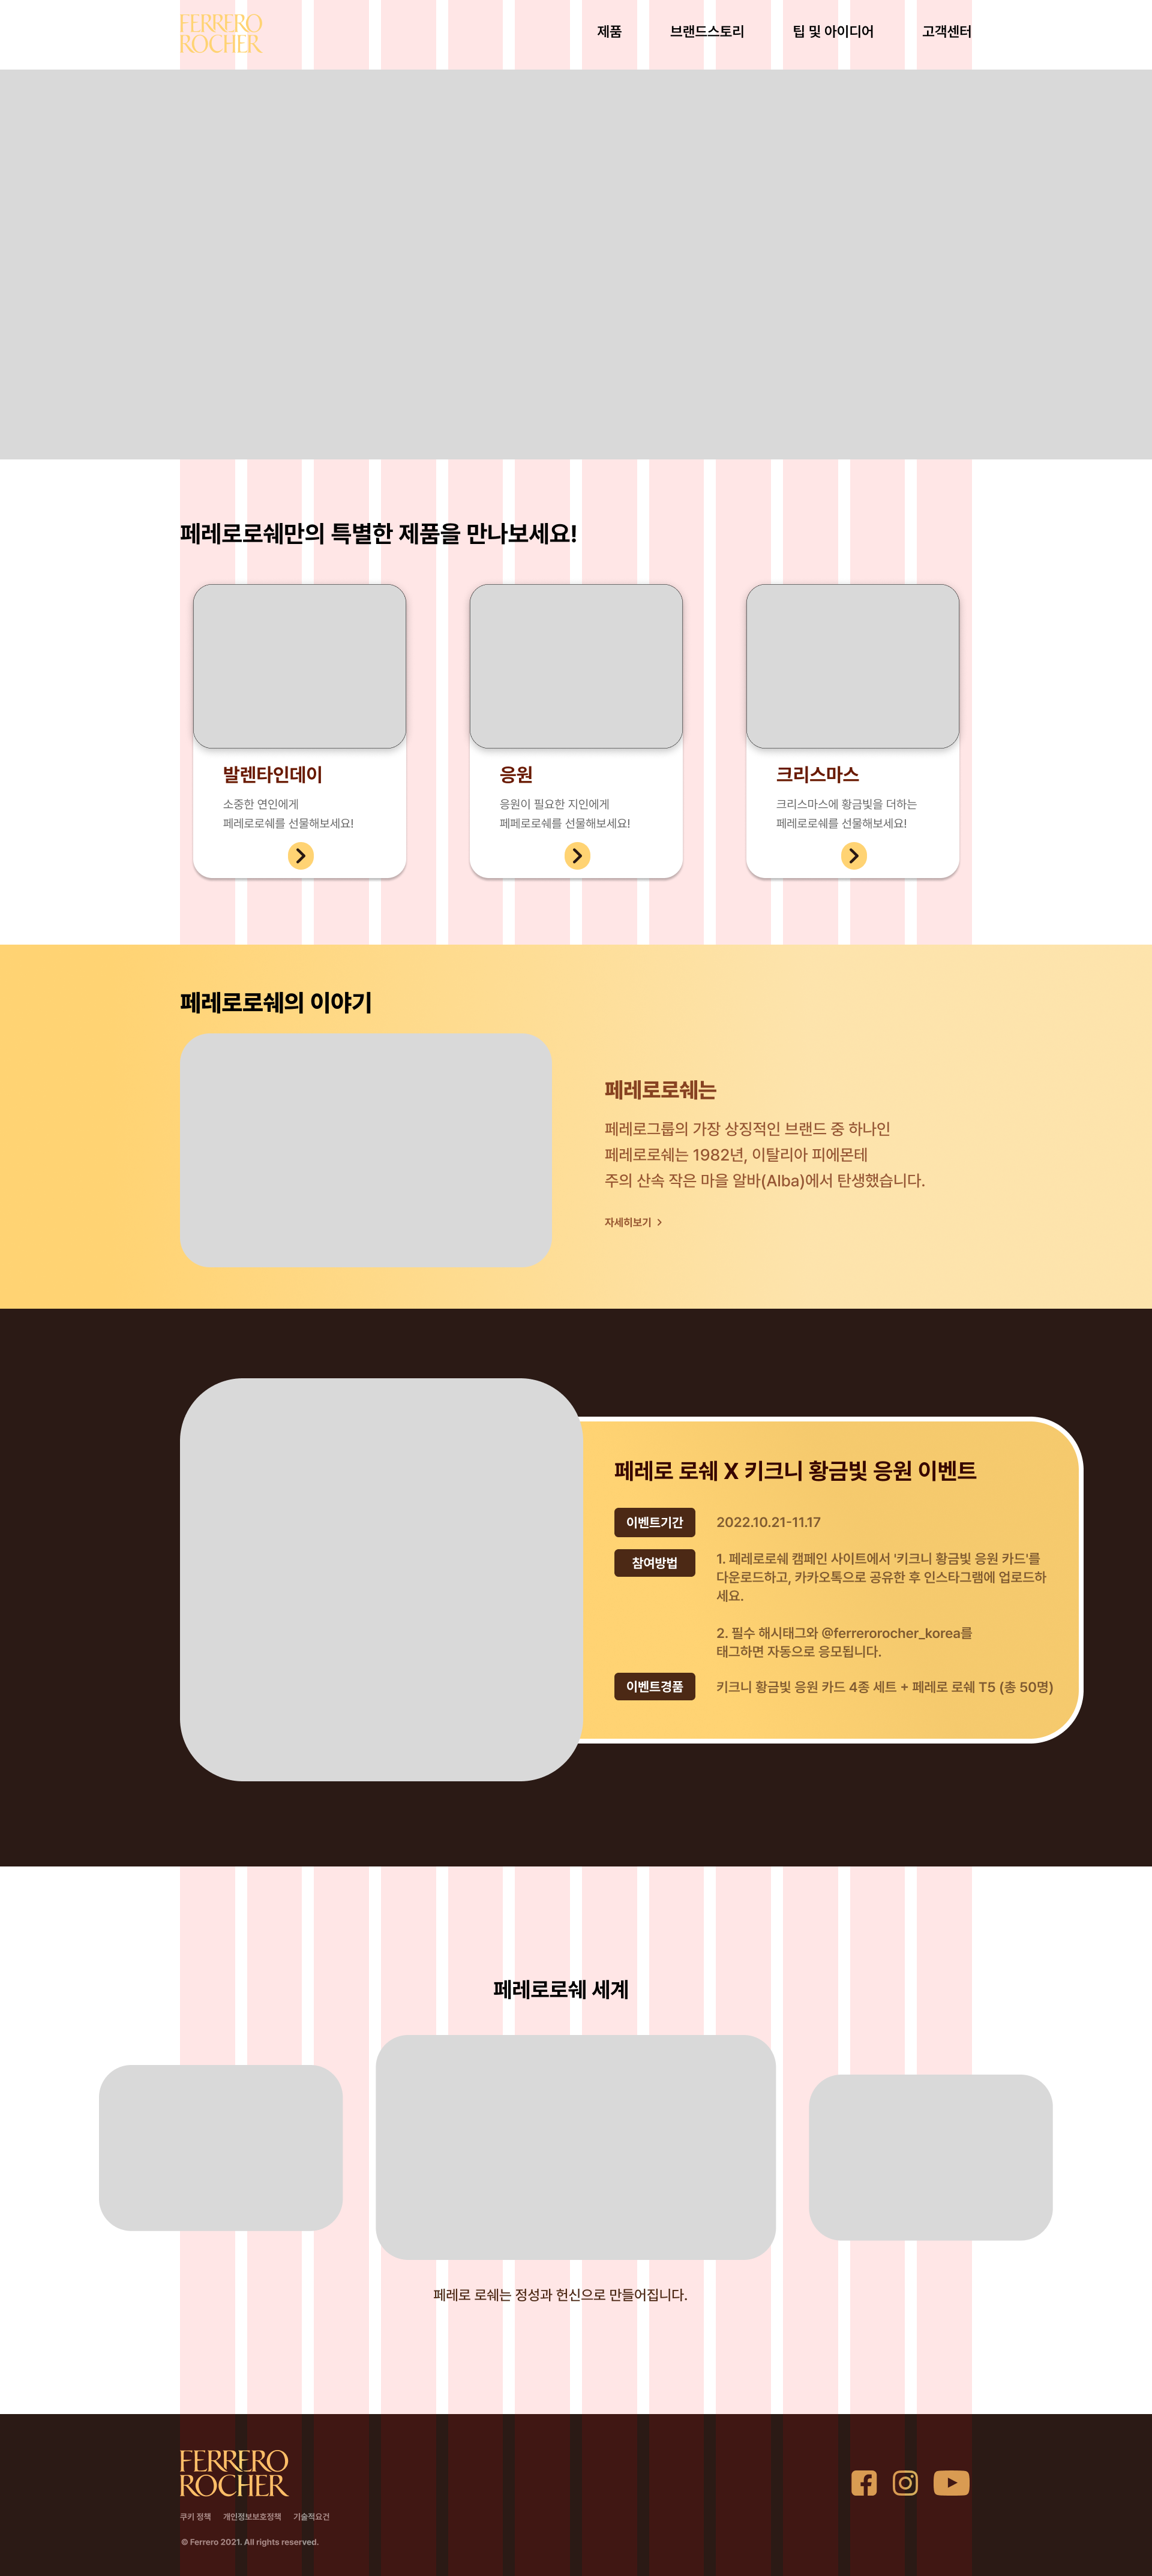 FERRERO
ROCHER
제품 브랜드스토리 팁 및 아이디어 고객센터
페레로로쉐만의 특별한 제품을 만나보세요!
발렌타인데이
소중한 연인에게
페레로로쉐를 선물해보세요!
응원
응원이 필요한 지인에게
페페로로쉐를 선물해보세요!
크리스마스
크리스마스에 황금빛을 더하는
페레로로쉐를 선물해보세요!
페레로로쉐의 이야기
페레로로쉐는
페레로그룹의 가장 상징적인 브랜드 중 하나인
페레로로쉐는 1982년, 이탈리아 피에몬테
주의 산속 작은 마을 알바(Alba)에서 탄생했습니다.
자세히보기
페레로 로쉐 X 키크니 황금빛 응원 이벤트
이벤트기간 2022.10.21-11.17
참여방법 1. 페레로로쉐 캠페인 사이트에서 '키크니 황금빛 응원 카드'를
다운로드하고, 카카오톡으로 공유한 후 인스타그램에 업로드하
세요.
2. 필수 해시태그와 @ferrerorocher_korea를
태그하면 자동으로 응모됩니다.
이벤트경품 키크니 황금빛 응원 카드 4종 세트 + 페레로 로쉐 T5 (총 50명)
페레로로쉐 세계
페레로 로쉐는 정성과 헌신으로 만들어집니다.
FERRERO
ROCHER
쿠키 정책 개인정보보호정책 기술적요건
© Ferrero 2021. All rights reserved.